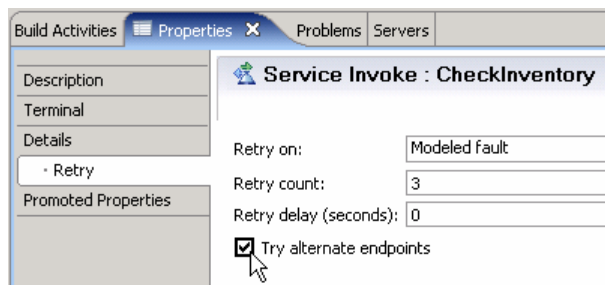 Build Activities Properties Problems Servers
Service Invoke : CheckInventory
Description
Terminal
Details
Retry
Promoted Properties
Retry on: Modeled fault
Retry count: 3
Retry delay (seconds): 0
Try alternate endpoints